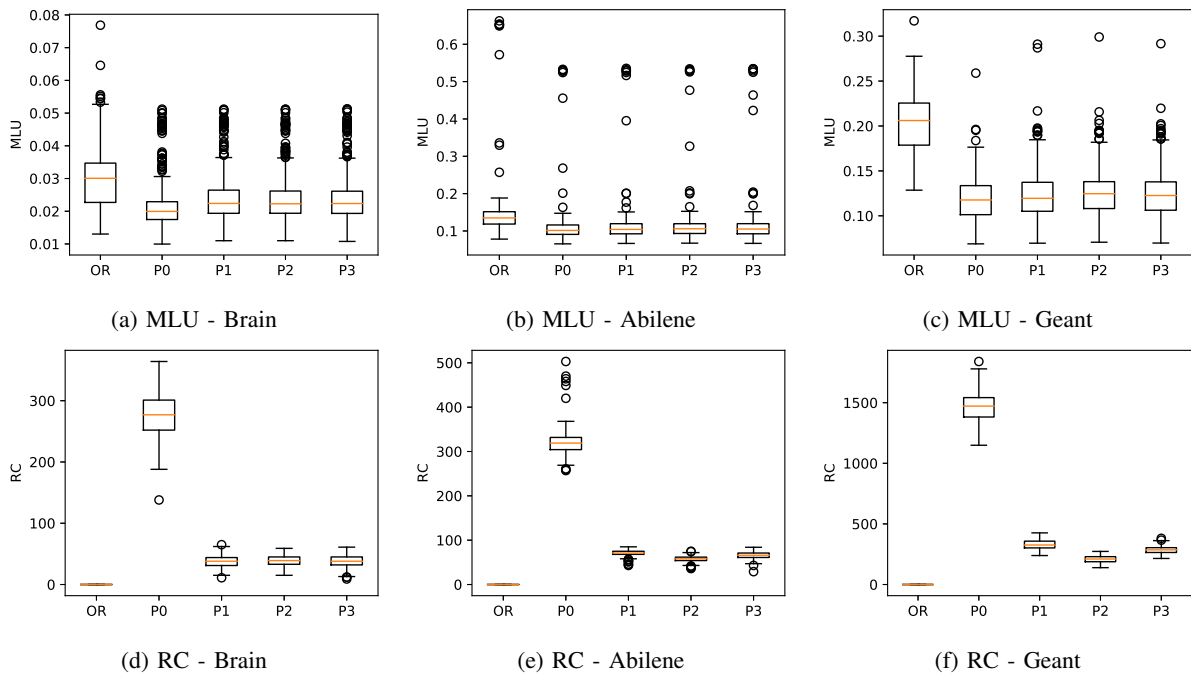 0.08
0.07
0.06
0.05
0.04
0.03
0.02
0.01
MLU
OR P0 P1 P2 P3
(a) MLU - Brain
0.6
0.5
0.4
0.3
0.2
0.1
MLU
OR P0 P1 P2 P3
(b) MLU - Abilene
0.30
0.25
0.20
0.15
0.10
MLU
OR P0 P1 P2 P3
(c) MLU - Geant
300
200
100
0
RC
OR P0 P1 P2 P3
(d) RC - Brain
500
400
300
200
100
0
RC
OR P0 P1 P2 P3
(e) RC - Abilene
1500
1000
500
0
RC
OR P0 P1 P2 P3
(f) RC - Geant